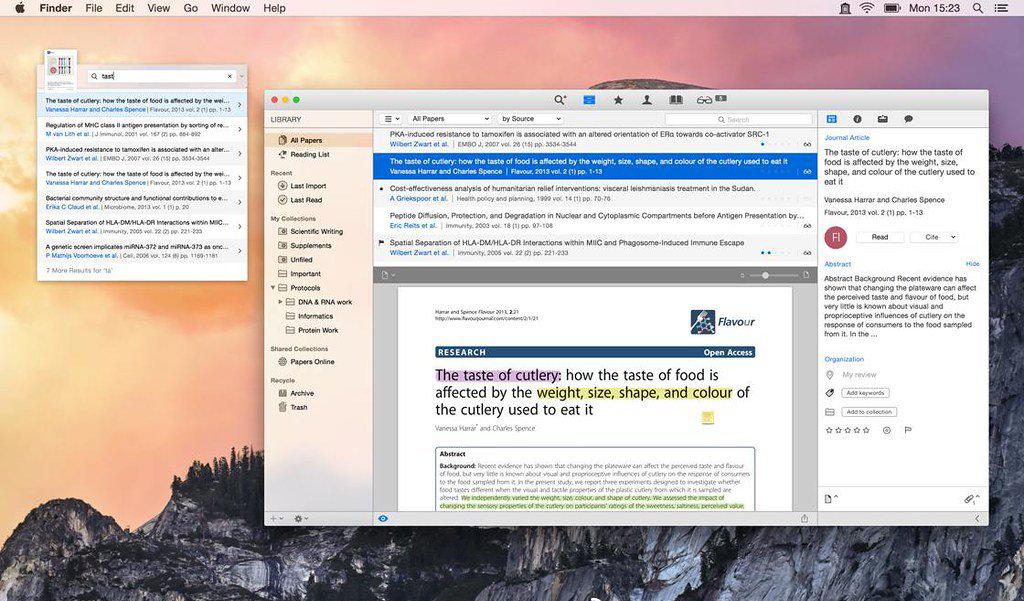 Finder File Edit View Go Window Help
Mon 15:23
tast
The taste of cutlery: how the taste of food is affected by the wei...
Vanessa Harrar and Charles Spence | Flavour, 2013 vol. 2 (1) pp. 1-13
Regulation of MHC class II antigen presentation by sorting of re...
M van Lith et al. | J Immunol, 2001 vol. 167 (2) pp. 884-892
PKA-induced resistance to tamoxifen is associated with an alter...
Wilbert Zwart et al. | EMBO J, 2007 vol. 26 (15) pp. 3534-3544
The taste of cutlery: how the taste of food is affected by the wei...
Vanessa Harrar and Charles Spence | Flavour, 2013 vol. 2 (1) pp. 1-13
Bacterial community structure and functional contributions to e...
Erika C Claud et al. | Microbiome, 2013 vol. 1 (1) p. 20
Spatial Separation of HLA-DM/HLA-DR Interactions within MIIC...
Wilbert Zwart et al. | Immunity, 2005 vol. 22 (2) pp. 221-233
A genetic screen implicates miRNA-372 and miRNA-373 as onc...
P Mathijs Voorhoeve et al. | Cell, 2006 vol. 124 (6) pp. 1169-1181
7 More Results for 'ta'
LIBRARY
All Papers
Reading List
Recent
Last Import
Last Read
My Collections
Scientific Writing
Supplements
Unfiled
Important
Protocols
DNA & RNA work
Informatics
Protein Work
Shared Collections
Papers Online
Recycle
Archive
Trash
All Papers
by Source
Search
PKA-induced resistance to tamoxifen is associated with an altered orientation of ERα towards co-activator SRC-1
Wilbert Zwart et al. | EMBO J, 2007 vol. 26 (15) pp. 3534-3544
The taste of cutlery: how the taste of food is affected by the weight, size, shape, and colour of the cutlery used to eat it
Vanessa Harrar and Charles Spence | Flavour, 2013 vol. 2 (1) pp. 1-13
Cost-effectiveness analysis of humanitarian relief interventions: visceral leishmaniasis treatment in the Sudan.
A Griekspoor et al. | Health policy and planning, 1999 vol. 14 (1) pp. 70-76
Peptide Diffusion, Protection, and Degradation in Nuclear and Cytoplasmic Compartments before Antigen Presentation by...
Eric Reits et al. | Immunity, 2003 vol. 18 (1) pp. 97-108
Spatial Separation of HLA-DM/HLA-DR Interactions within MIIC and Phagosome-Induced Immune Escape
Wilbert Zwart et al. | Immunity, 2005 vol. 22 (2) pp. 221-233
Harrar and Spence Flavour 2013, 2:21
http://www.flavourjournal.com/content/2/1/21
Flavour
RESEARCH Open Access
The taste of cutlery: how the taste of food is
affected by the weight, size, shape, and colour of
the cutlery used to eat it
Vanessa Harrar* and Charles Spence
Abstract
Background: Recent evidence has shown that changing the plateware can affect the perceived taste and flavour
of food, but very little is known about visual and proprioceptive influences of cutlery on the response of consumers
to the food sampled from it. In the present study, we report three experiments designed to investigate whether
food tastes different when the visual and tactile properties of the plastic cutlery from which it is sampled are
altered. We independently varied the weight, size, colour, and shape of cutlery. We assessed the impact of
changing the sensory properties of the cutlery on participants' ratings of the sweetness, saltiness, perceived value,
Journal Article
The taste of cutlery: how the taste of
food is affected by the weight, size,
shape, and colour of the cutlery used to
eat it
Vanessa Harrar and Charles Spence
Flavour, 2013 vol. 2 (1) pp. 1-13
Fl
Read
Cite
Abstract Hide
Abstract Background Recent evidence has
shown that changing the plateware can affect
the perceived taste and flavour of food, but
very little is known about visual and
proprioceptive influences of cutlery on the
response of consumers to the food sampled
from it. In the ...
Organization
My review
Add keywords
Add to collection